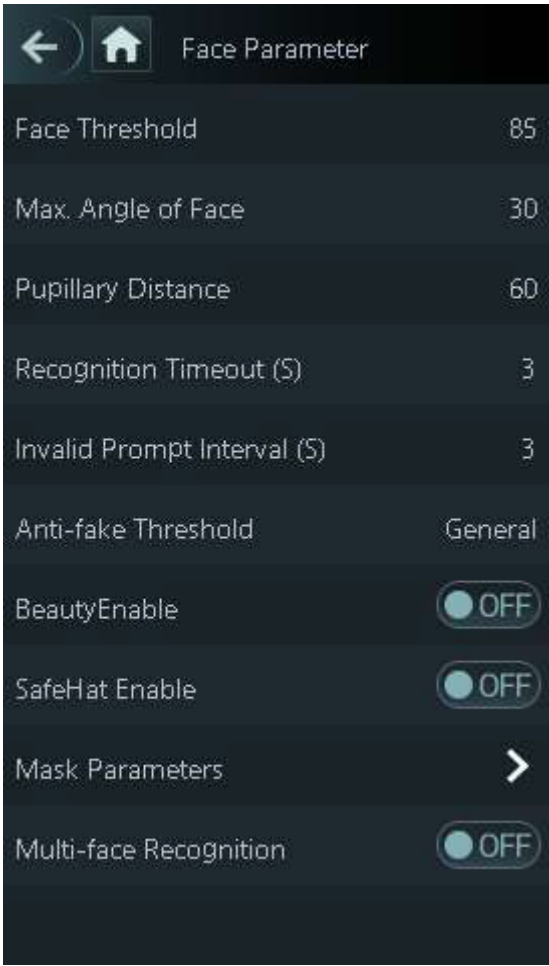 Face Parameter
Face Threshold 85
Max. Angle of Face 30
Pupillary Distance 60
Recognition Timeout (S) 3
Invalid Prompt Interval (S) 3
Anti-fake Threshold General
BeautyEnable OFF
SafeHat Enable OFF
Mask Parameters
Multi-face Recognition OFF